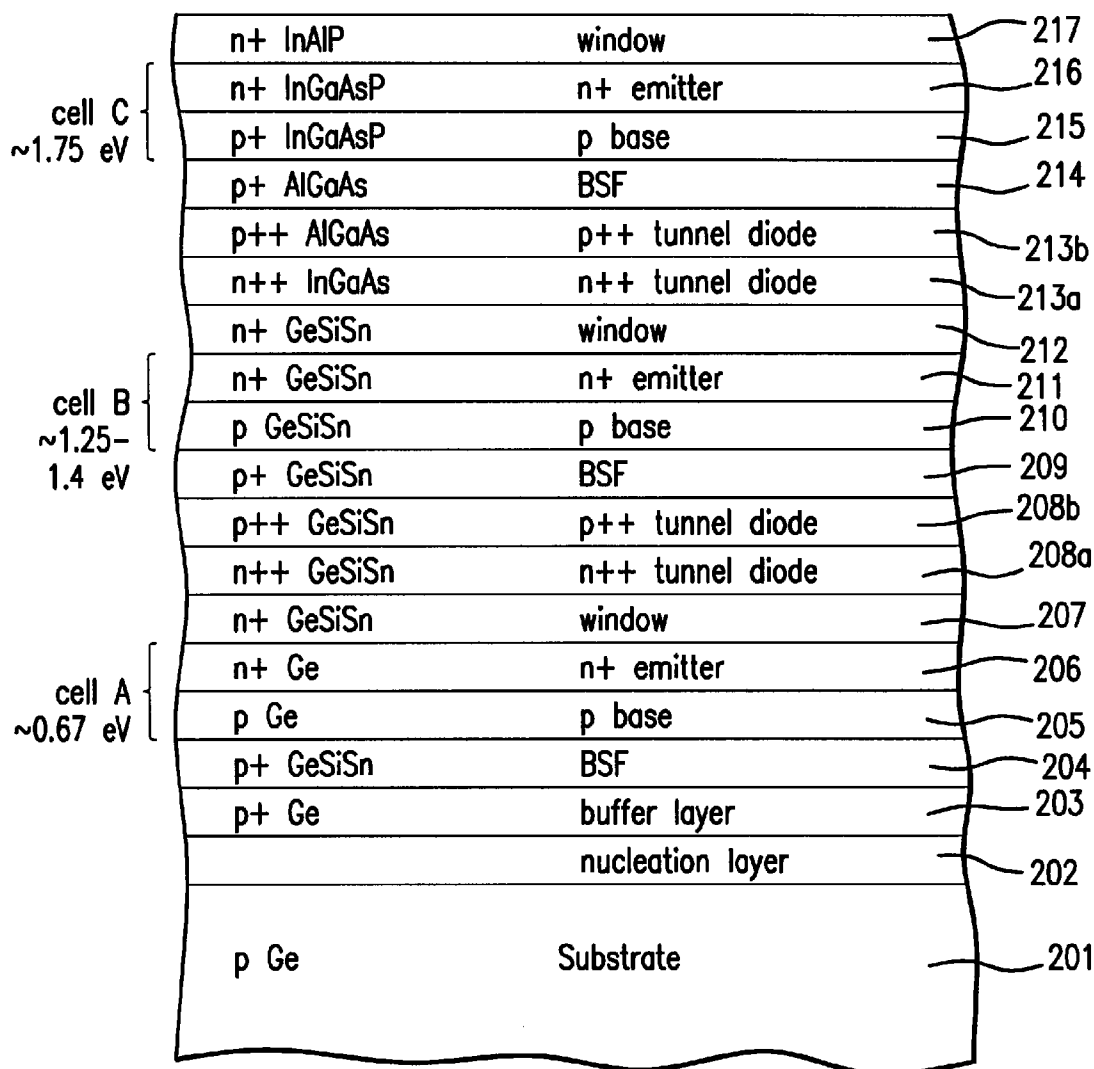 n+ InAlP window 217
n+ InGaAsP n+ emitter 216
cell C
~1.75 eV
p+ InGaAsP p base 215
p+ AlGaAs BSF 214
p++ AlGaAs p++ tunnel diode 213b
n++ InGaAs n++ tunnel diode 213a
n+ GeSiSn window 212
n+ GeSiSn n+ emitter 211
cell B
~1.25-
1.4 eV
p GeSiSn p base 210
p+ GeSiSn BSF 209
p++ GeSiSn p++ tunnel diode 208b
n++ GeSiSn n++ tunnel diode 208a
n+ GeSiSn window 207
n+ Ge n+ emitter 206
cell A
~0.67 eV
p Ge p base 205
p+ GeSiSn BSF 204
p+ Ge buffer layer 203
nucleation layer 202
p Ge Substrate 201